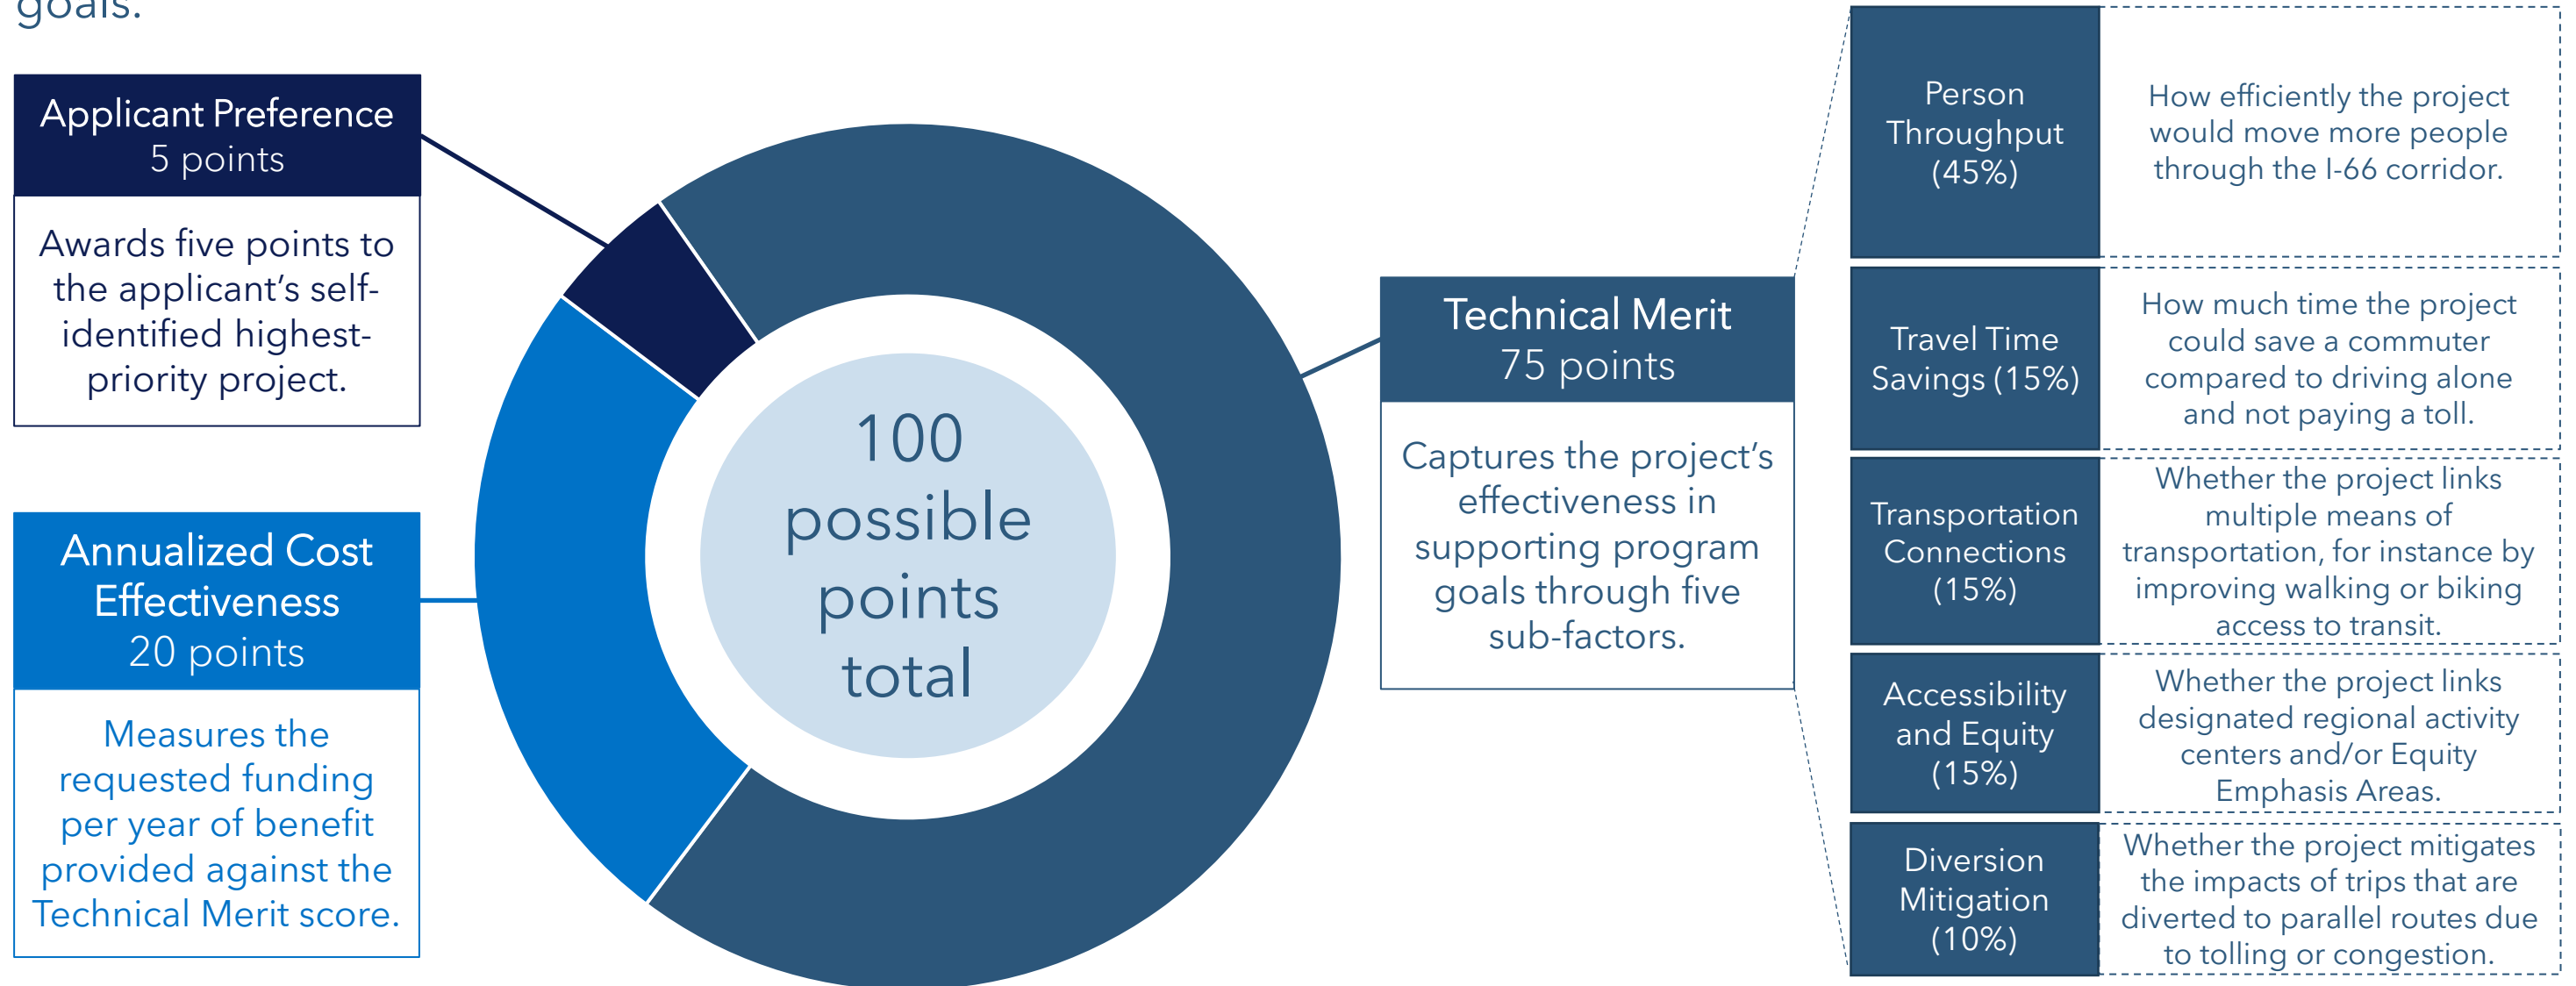 goals.
Applicant Preference
5 points
Awards five points to
the applicant’s self-
identified highest-
priority project.
Annualized Cost
Effectiveness
20 points
Measures the
requested funding
per year of benefit
provided against the
Technical Merit score.
100
possible
points
total
Technical Merit
75 points
Captures the project’s
effectiveness in
supporting program
goals through five
sub-factors.
Person
Throughput
(45%)
How efficiently the project
would move more people
through the I-66 corridor.
Travel Time
Savings (15%)
How much time the project
could save a commuter
compared to driving alone
and not paying a toll.
Transportation
Connections
(15%)
Whether the project links
multiple means of
transportation, for instance by
improving walking or biking
access to transit.
Accessibility
and Equity
(15%)
Whether the project links
designated regional activity
centers and/or Equity
Emphasis Areas.
Diversion
Mitigation
(10%)
Whether the project mitigates
the impacts of trips that are
diverted to parallel routes due
to tolling or congestion.